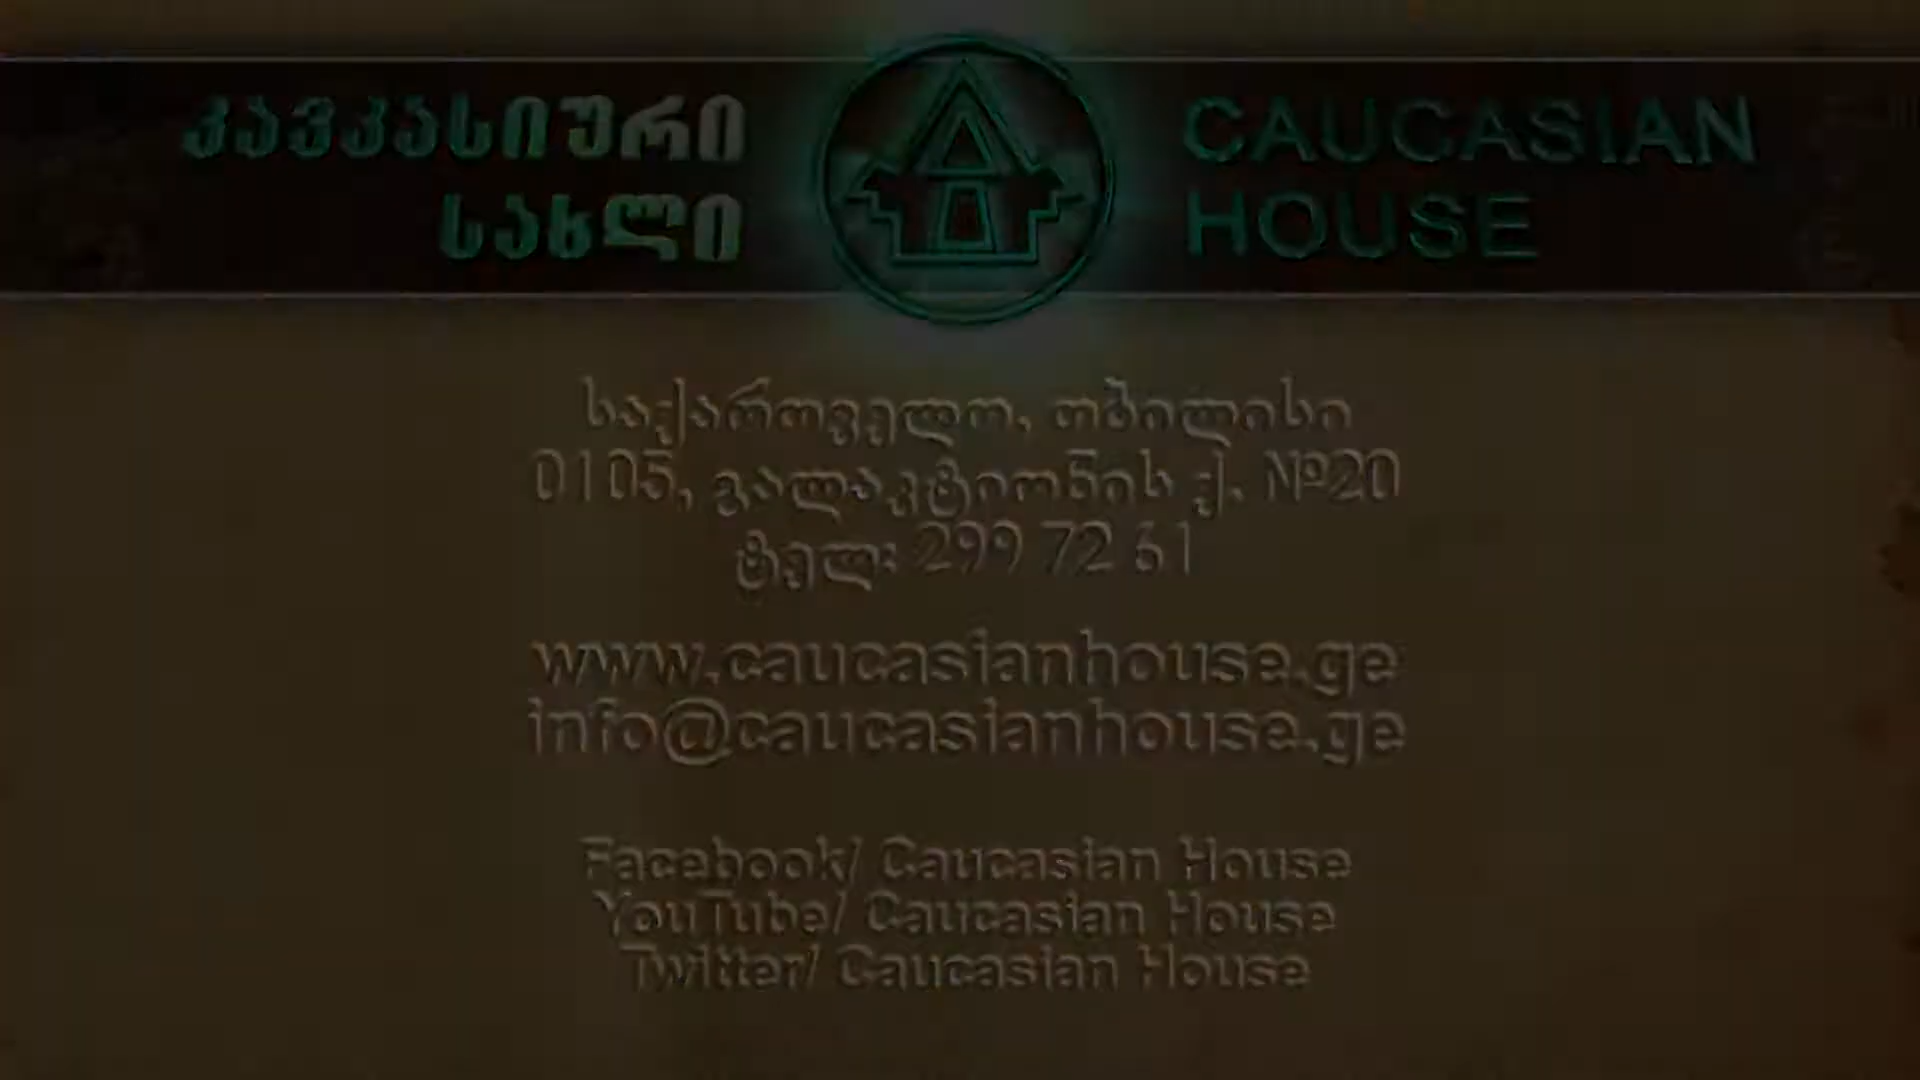 კავკასიური
სახლი
CAUCASIAN
HOUSE
საქართველო, თბილისი
0105, გალაკტიონის ქ. №20
ტელ: 299 72 61
www.caucasianhouse.ge
info@caucasianhouse.ge
Facebook/ Caucasian House
YouTube/ Caucasian House
Twitter/ Caucasian House